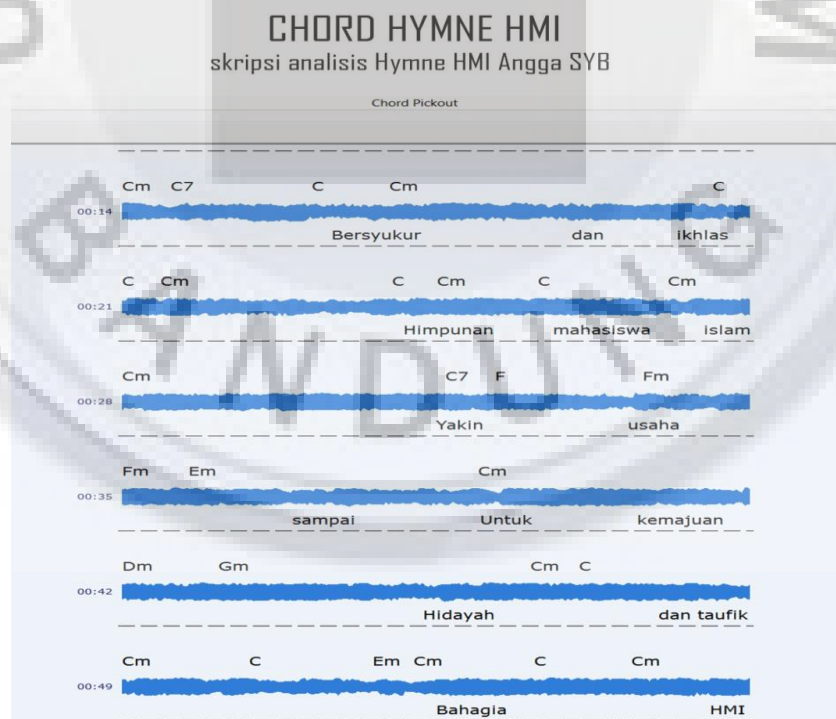 CHORD HYMNE HMI
skripsi analisis Hymne HMI Angga SYB
Chord Pickout
Cm C7 C Cm C
00:14
Bersyukur dan ikhlas
C Cm C Cm C Cm
00:21
Himpunan mahasiswa islam
Cm C7 F Fm
00:28
Yakin usaha
Fm Em Cm
00:35
sampai Untuk kemajuan
Dm Gm Cm C
00:42
Hidayah dan taufik
Cm C Em Cm C Cm
00:49
Bahagia HMI
BANDUNG